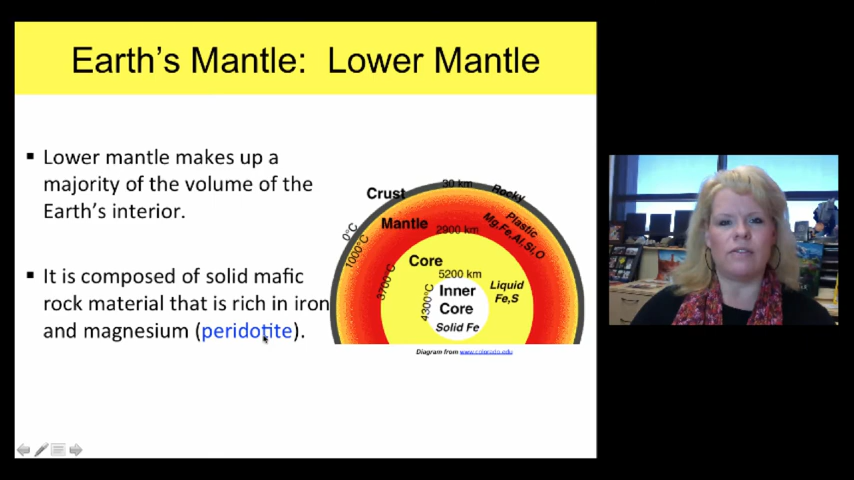 Earth's Mantle:  Lower Mantle
▪ Lower mantle makes up a
majority of the volume of the
Earth's interior.
▪ It is composed of solid mafic
rock material that is rich in iron
and magnesium (peridotite).
Crust
30 km
Rocky
0°C
1000°C
Mantle
2900 km
Plastic
Mg,Fe,Al,Si,O
3700°C
Core
5200 km
4300°C
Inner
Core
Solid Fe
Liquid
Fe,S
Diagram from www.colorado.edu